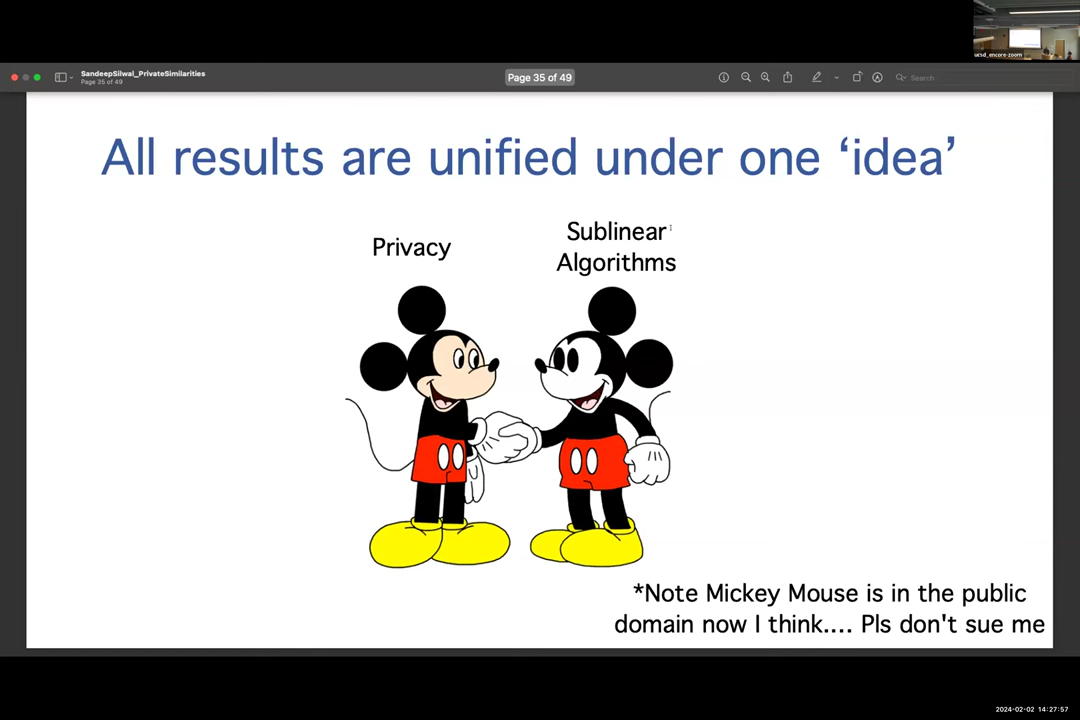 ucsd_encore-zoom
SandeepSilwal_PrivateSimilarities
Page 35 of 49
Page 35 of 49
Search
All results are unified under one ‘idea’
Privacy
Sublinear
Algorithms
*Note Mickey Mouse is in the public
domain now I think.... Pls don't sue me
2024-02-02 14:27:57